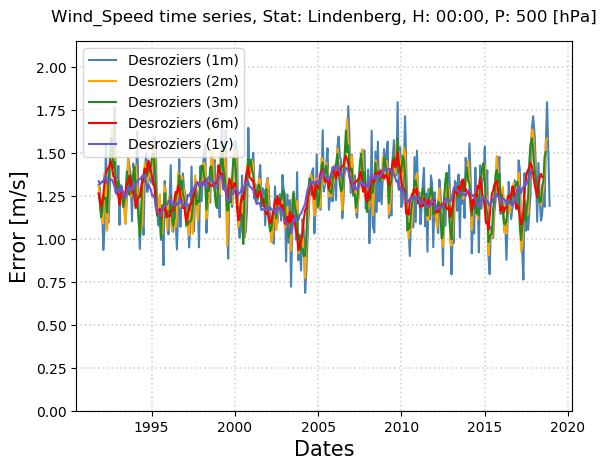 Wind_Speed time series, Stat: Lindenberg, H: 00:00, P: 500 [hPa]
Desroziers (1m)
Desroziers (2m)
Desroziers (3m)
Desroziers (6m)
Desroziers (1y)
2.00
1.75
1.50
1.25
1.00
0.75
0.50
0.25
0.00
Error [m/s]
1995 2000 2005 2010 2015 2020
Dates